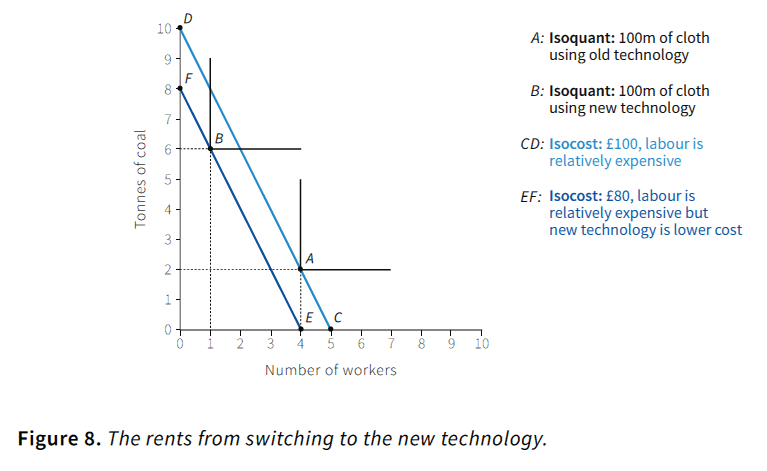 D
10
9
F
8
7
B
6
5
4
3
A
2
1
E C
0
0 1 2 3 4 5 6 7 8 9 10
Tonnes of coal
Number of workers
A: Isoquant: 100m of cloth
using old technology
B: Isoquant: 100m of cloth
using new technology
CD: Isocost: £100, labour is
relatively expensive
EF: Isocost: £80, labour is
relatively expensive but
new technology is lower cost
Figure 8. The rents from switching to the new technology.